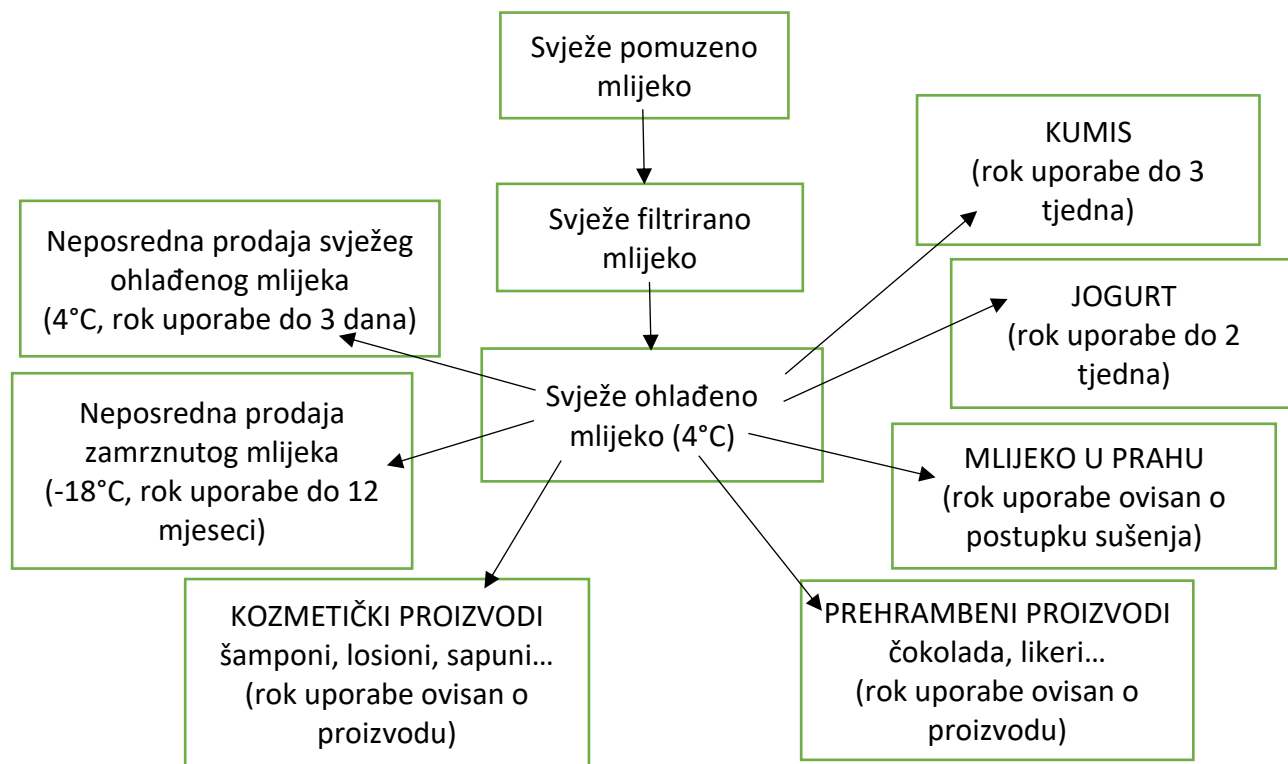 Svježe pomuzeno
mlijeko
Svježe filtrirano
mlijeko
Neposredna prodaja svježeg
ohlađenog mlijeka
(4°C, rok uporabe do 3 dana)
Neposredna prodaja
zamrznutog mlijeka
(-18°C, rok uporabe do 12
mjeseci)
Svježe ohlađeno
mlijeko (4°C)
KUMIS
(rok uporabe do 3
tjedna)
JOGURT
(rok uporabe do 2
tjedna)
MLIJEKO U PRAHU
(rok uporabe ovisan o
postupku sušenja)
KOZMETIČKI PROIZVODI
šamponi, losioni, sapuni…
(rok uporabe ovisan o
proizvodu)
PREHRAMBENI PROIZVODI
čokolada, likeri…
(rok uporabe ovisan o
proizvodu)